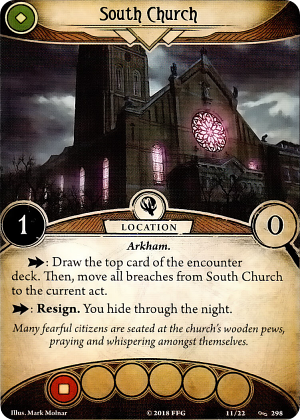 South Church
1
LOCATION
0
Arkham.
: Draw the top card of the encounter
deck. Then, move all breaches from South Church
to the current act.
: Resign. You hide through the night.
Many fearful citizens are seated at the church's wooden pews,
praying and whispering amongst themselves.
Illus. Mark Molnar
© 2018 FFG
11/22
298